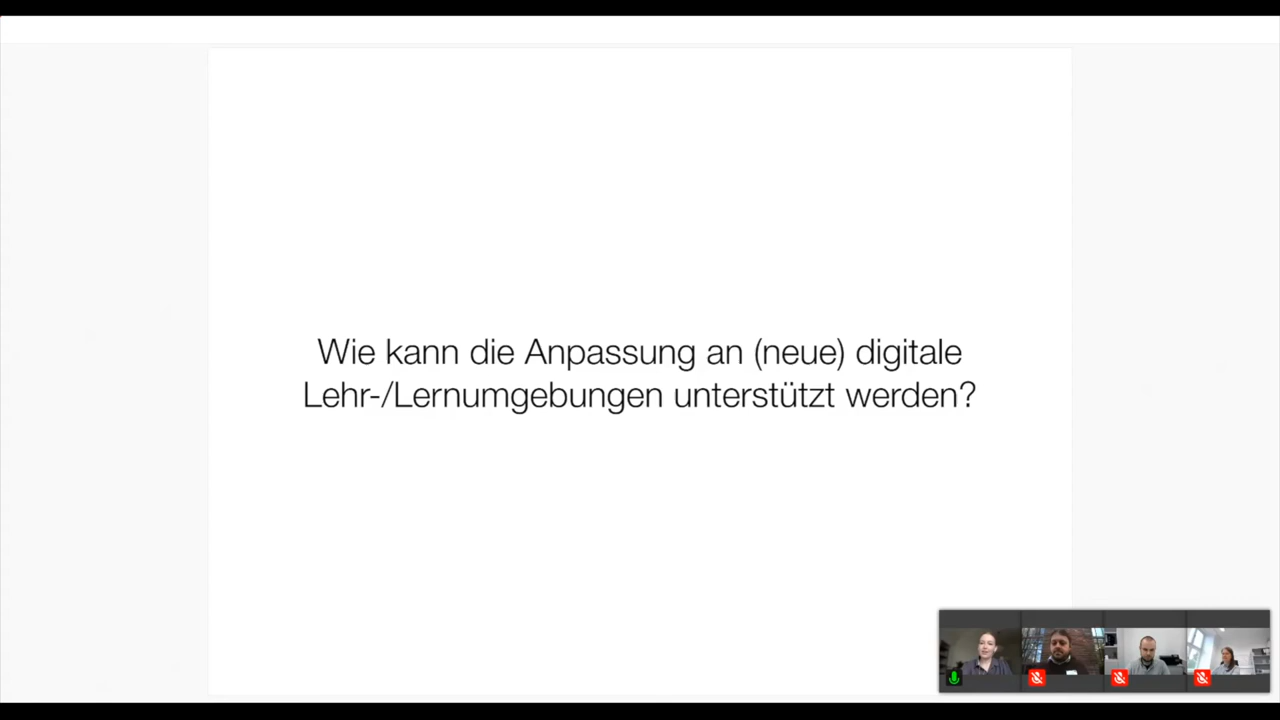 Wie kann die Anpassung an (neue) digitale
Lehr-/Lernumgebungen unterstützt werden?